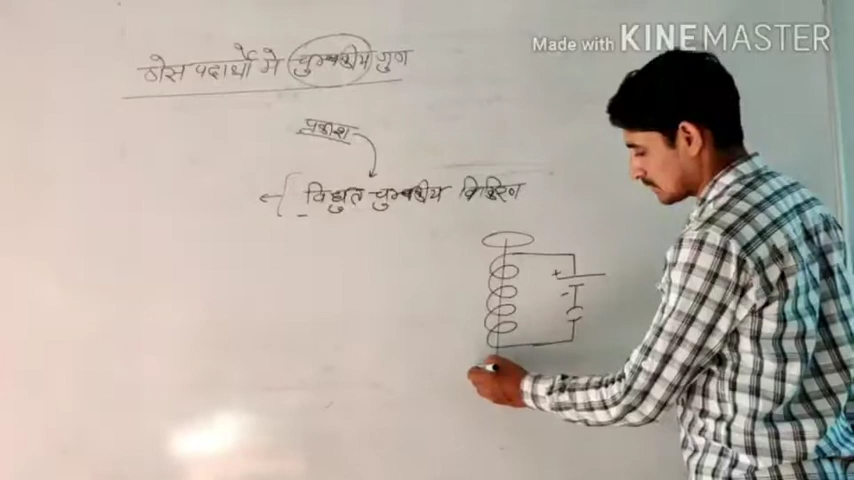 Made with KINEMASTER
ठोस पदार्थो मे चुम्बकीय गुण
प्रकाश
विद्युत चुम्बकीय विकिरण
+
-